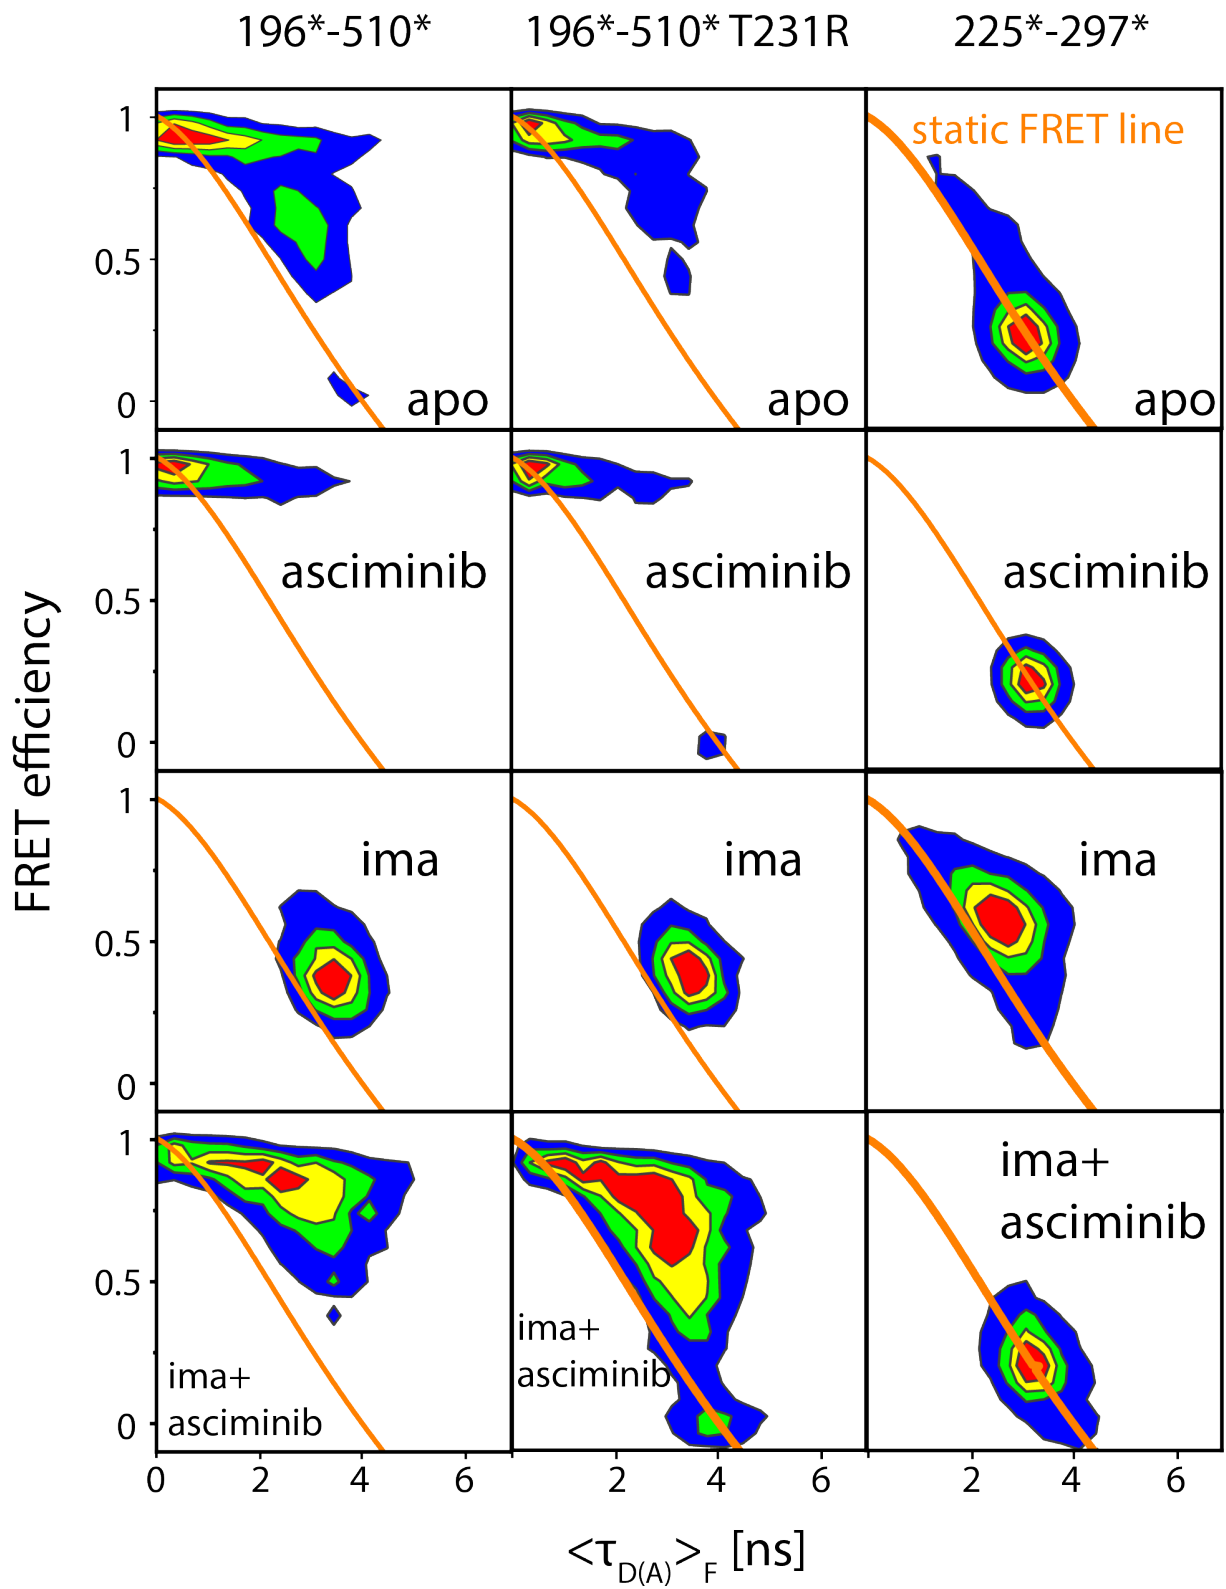 196*-510*
196*-510* T231R
225*-297*
FRET efficiency
1
0.5
0
apo
apo
static FRET line
apo
1
0.5
0
asciminib
asciminib
asciminib
1
0.5
0
ima
ima
ima
1
0.5
0
ima+
asciminib
ima+
asciminib
ima+
asciminib
0 2 4 6
2 4 6
2 4 6
<τD(A)>F [ns]